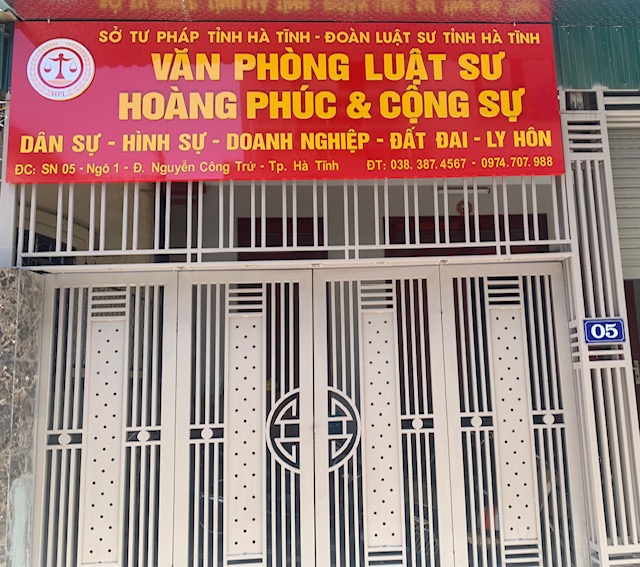 SỞ TƯ PHÁP TỈNH HÀ TĨNH - ĐOÀN LUẬT SƯ TỈNH HÀ TĨNH
VĂN PHÒNG LUẬT SƯ
HOÀNG PHÚC & CỘNG SỰ
HPL
DÂN SỰ - HÌNH SỰ - DOANH NGHIỆP - ĐẤT ĐAI - LY HÔN
ĐC: SN 05 - Ngõ 1 - Đ. Nguyễn Công Trứ - Tp. Hà Tĩnh ĐT: 038. 387.4567 - 0974.707.988
05